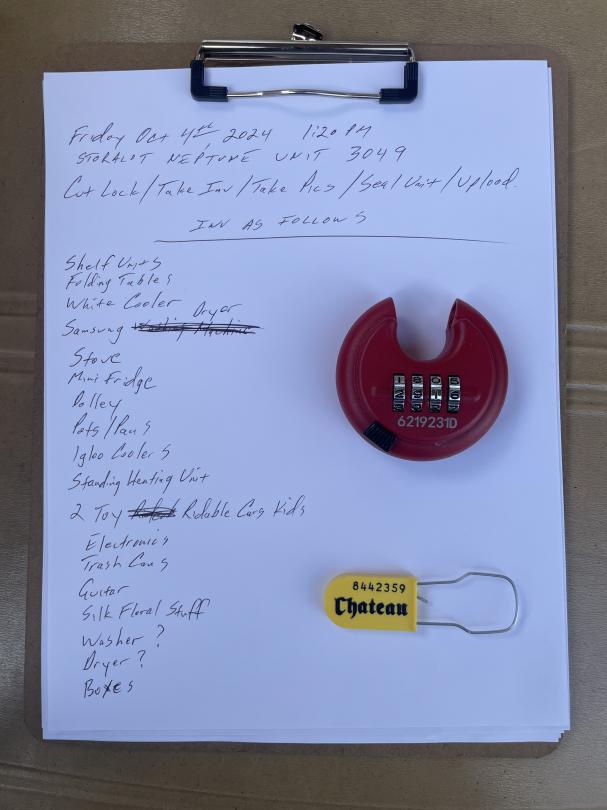 Friday Oct 4th 2024 1:20 PM
STORALOT NEPTUNE UNIT 3049
Cut Lock/Take Inv/Take Pics/Seal Unit/Upload.
INV AS FOLLOWS
Shelf Units
Folding Tables
White Cooler
Samsung Dryer
Stove
Mini Fridge
Dolley
Pots/Pans
Igloo Coolers
Standing Heating Unit
2 Toy Ridable Cars Kids
Electronics
Trash Cans
Guitar
Silk Floral Stuff
Washer ?
Dryer ?
Boxes
6219231D
8442359
Chateau